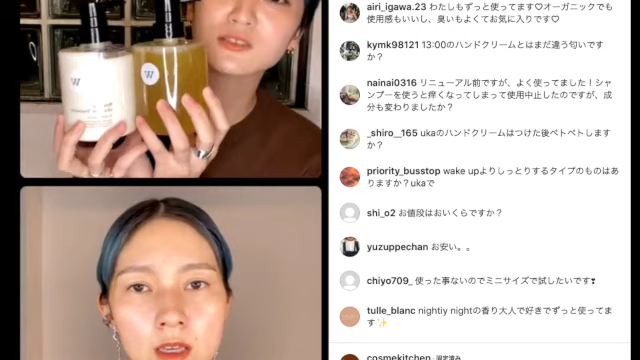 airi_igawa.23 わたしもずっと使ってます♡オーガニックでも
使用感もいいし、臭いもよくてお気に入りです♡
kymk98121 13:00のハンドクリームとはまだ違う匂いです
か？
nainai0316 リニューアル前ですが、よく使ってました！シャ
ンプーを使うと痒くなってしまって使用中止したのですが、成
分も変わりましたか？
_shiro__165 ukaのハンドクリームはつけた後ベトベトします
か？
priority_busstop wake upよりしっとりするタイプのものはあ
りますか？ukaで
shi_o2 お値段はおいくらですか？
yuzuppechan お安い。。
chiyo709_ 使った事ないのでミニサイズで試したいです❣
tulle_blanc nightiy nightの香り大人で好きでずっと使ってま
す✨
cosmekitchen 固定済み